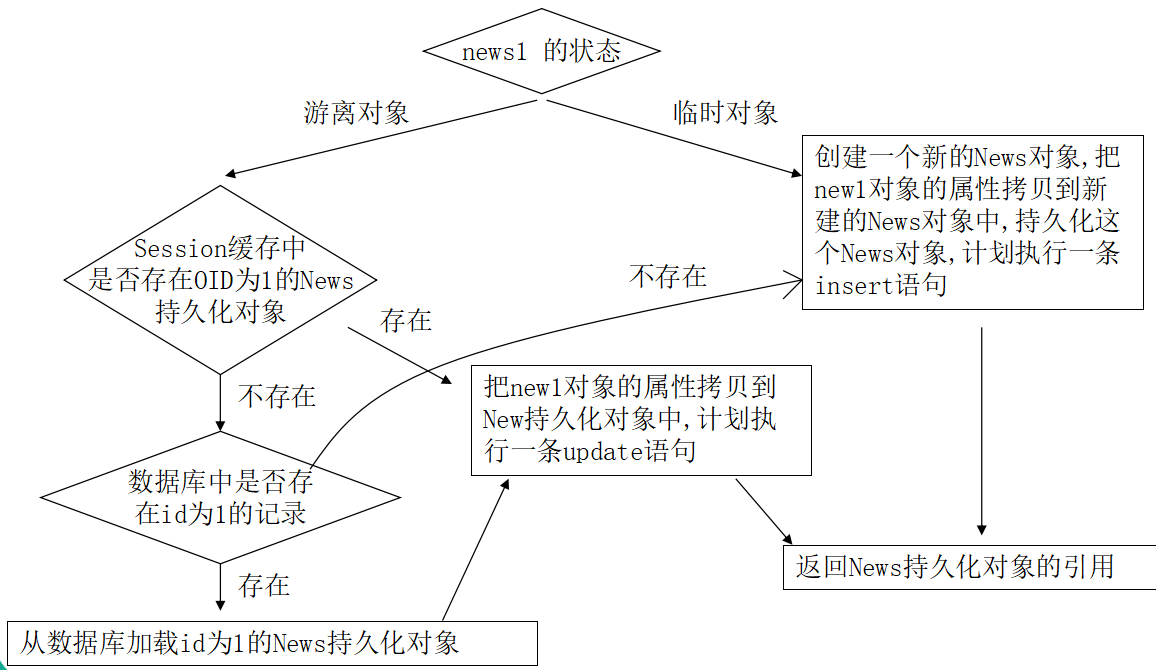 news1 的状态
游离对象
临时对象
创建一个新的News对象,把
new1对象的属性拷贝到新
建的News对象中,持久化这
个News对象,计划执行一条
insert语句
Session缓存中
是否存在OID为1的News
持久化对象
不存在
存在
把new1对象的属性拷贝到
New持久化对象中,计划执
行一条update语句
不存在
数据库中是否存
在id为1的记录
返回News持久化对象的引用
存在
从数据库加载id为1的News持久化对象